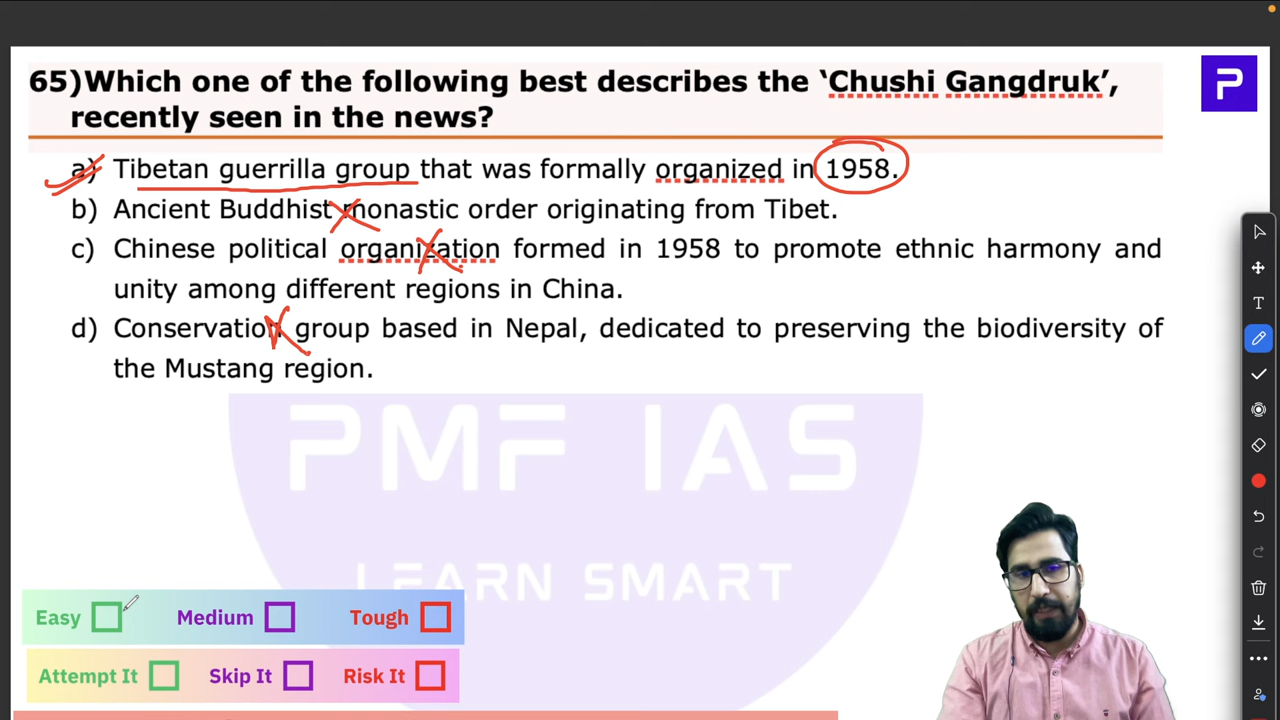 65)Which one of the following best describes the ‘Chushi Gangdruk’,
recently seen in the news?
a) Tibetan guerrilla group that was formally organized in 1958.
b) Ancient Buddhist monastic order originating from Tibet.
c) Chinese political organization formed in 1958 to promote ethnic harmony and
unity among different regions in China.
d) Conservation group based in Nepal, dedicated to preserving the biodiversity of
the Mustang region.
PMF IAS
LEARN SMART
Easy Medium Tough
Attempt It Skip It Risk It
P
T